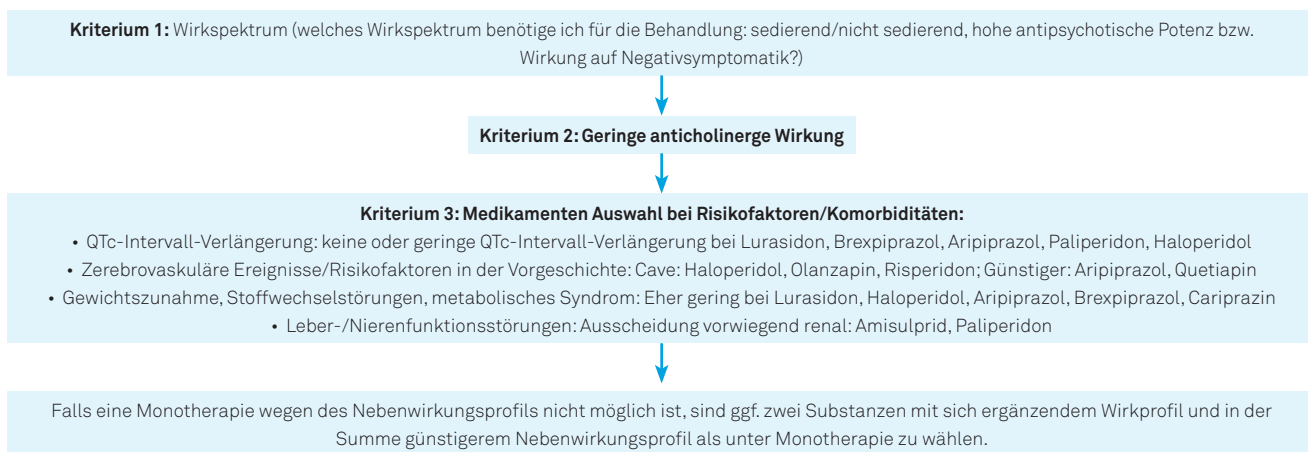 Kriterium 1: Wirkspektrum (welches Wirkspektrum benötige ich für die Behandlung: sedierend/nicht sedierend, hohe antipsychotische Potenz bzw.
Wirkung auf Negativsymptomatik?)
Kriterium 2: Geringe anticholinerge Wirkung
Kriterium 3: Medikamenten Auswahl bei Risikofaktoren/Komorbiditäten:
• QTc-Intervall-Verlängerung: keine oder geringe QTc-Intervall-Verlängerung bei Lurasidon, Brexpiprazol, Aripiprazol, Paliperidon, Haloperidol
• Zerebrovaskuläre Ereignisse/Risikofaktoren in der Vorgeschichte: Cave: Haloperidol, Olanzapin, Risperidon; Günstiger: Aripiprazol, Quetiapin
• Gewichtszunahme, Stoffwechselstörungen, metabolisches Syndrom: Eher gering bei Lurasidon, Haloperidol, Aripiprazol, Brexpiprazol, Cariprazin
• Leber-/Nierenfunktionsstörungen: Ausscheidung vorwiegend renal: Amisulprid, Paliperidon
Falls eine Monotherapie wegen des Nebenwirkungsprofils nicht möglich ist, sind ggf. zwei Substanzen mit sich ergänzendem Wirkprofil und in der
Summe günstigerem Nebenwirkungsprofil als unter Monotherapie zu wählen.